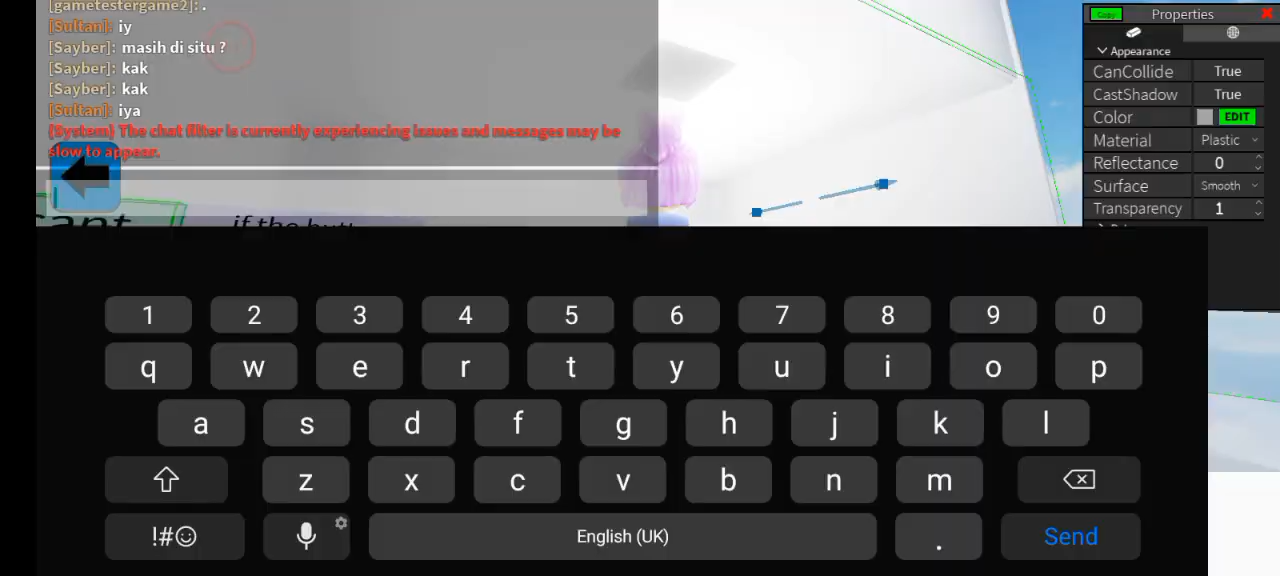 [gametestergame2]: .
[Sultan]: iy
[Sayber]: masih di situ ?
[Sayber]: kak
[Sayber]: kak
[Sultan]: iya
(System) The chat filter is currently experiencing issues and messages may be
slow to appear.
if the
Copy Properties
Appearance
CanCollide True
CastShadow True
Color EDIT
Material Plastic
Reflectance 0
Surface Smooth
Transparency 1
1 2 3 4 5 6 7 8 9 0
q w e r t y u i o p
a s d f g h j k l
z x c v b n m
!#☺ English (UK) . Send